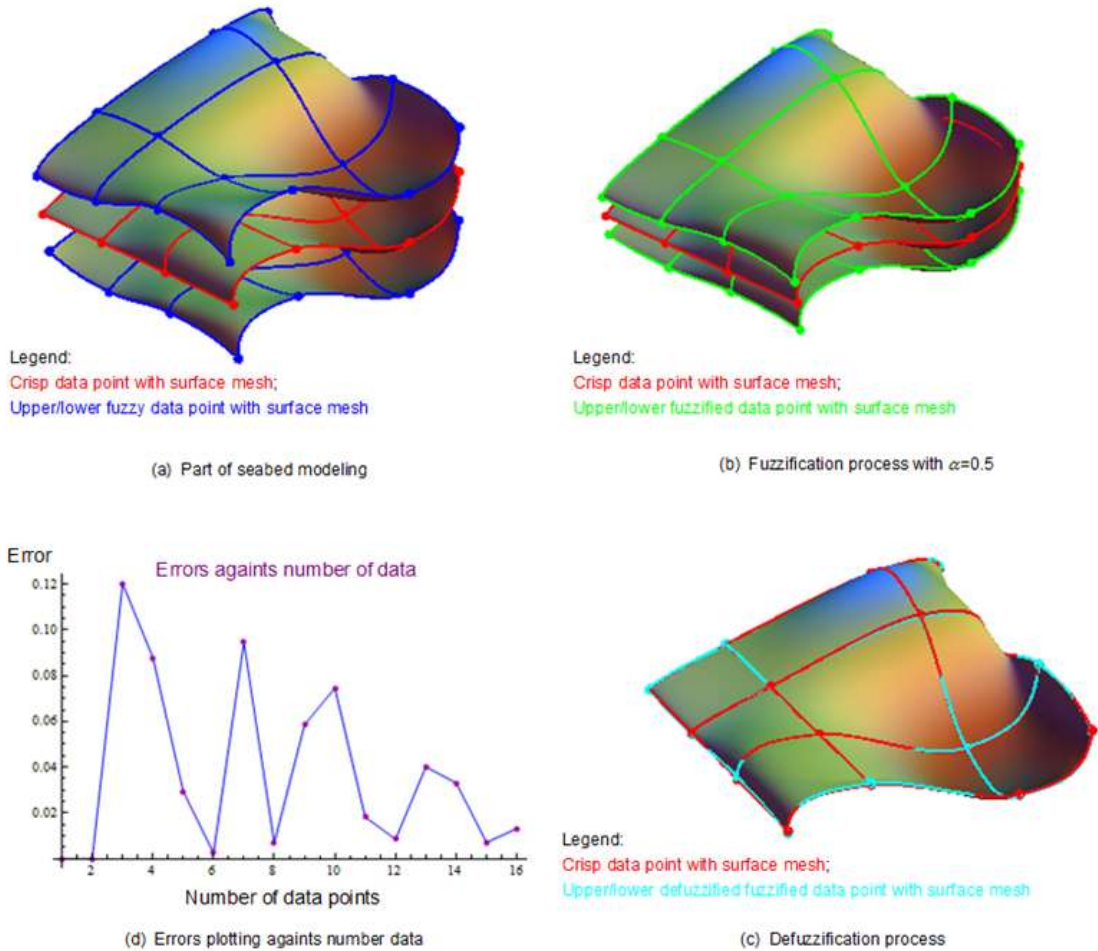 Legend:
Crisp data point with surface mesh;
Upper/lower fuzzy data point with surface mesh
(a) Part of seabed modeling
Legend:
Crisp data point with surface mesh;
Upper/lower fuzzified data point with surface mesh
(b) Fuzzification process with α=0.5
Error
Errors againts number of data
0.12
0.10
0.08
0.06
0.04
0.02
2 4 6 8 10 12 14 16
Number of data points
(d) Errors plotting againts number data
Legend:
Crisp data point with surface mesh;
Upper/lower defuzzified fuzzified data point with surface mesh
(c) Defuzzification process